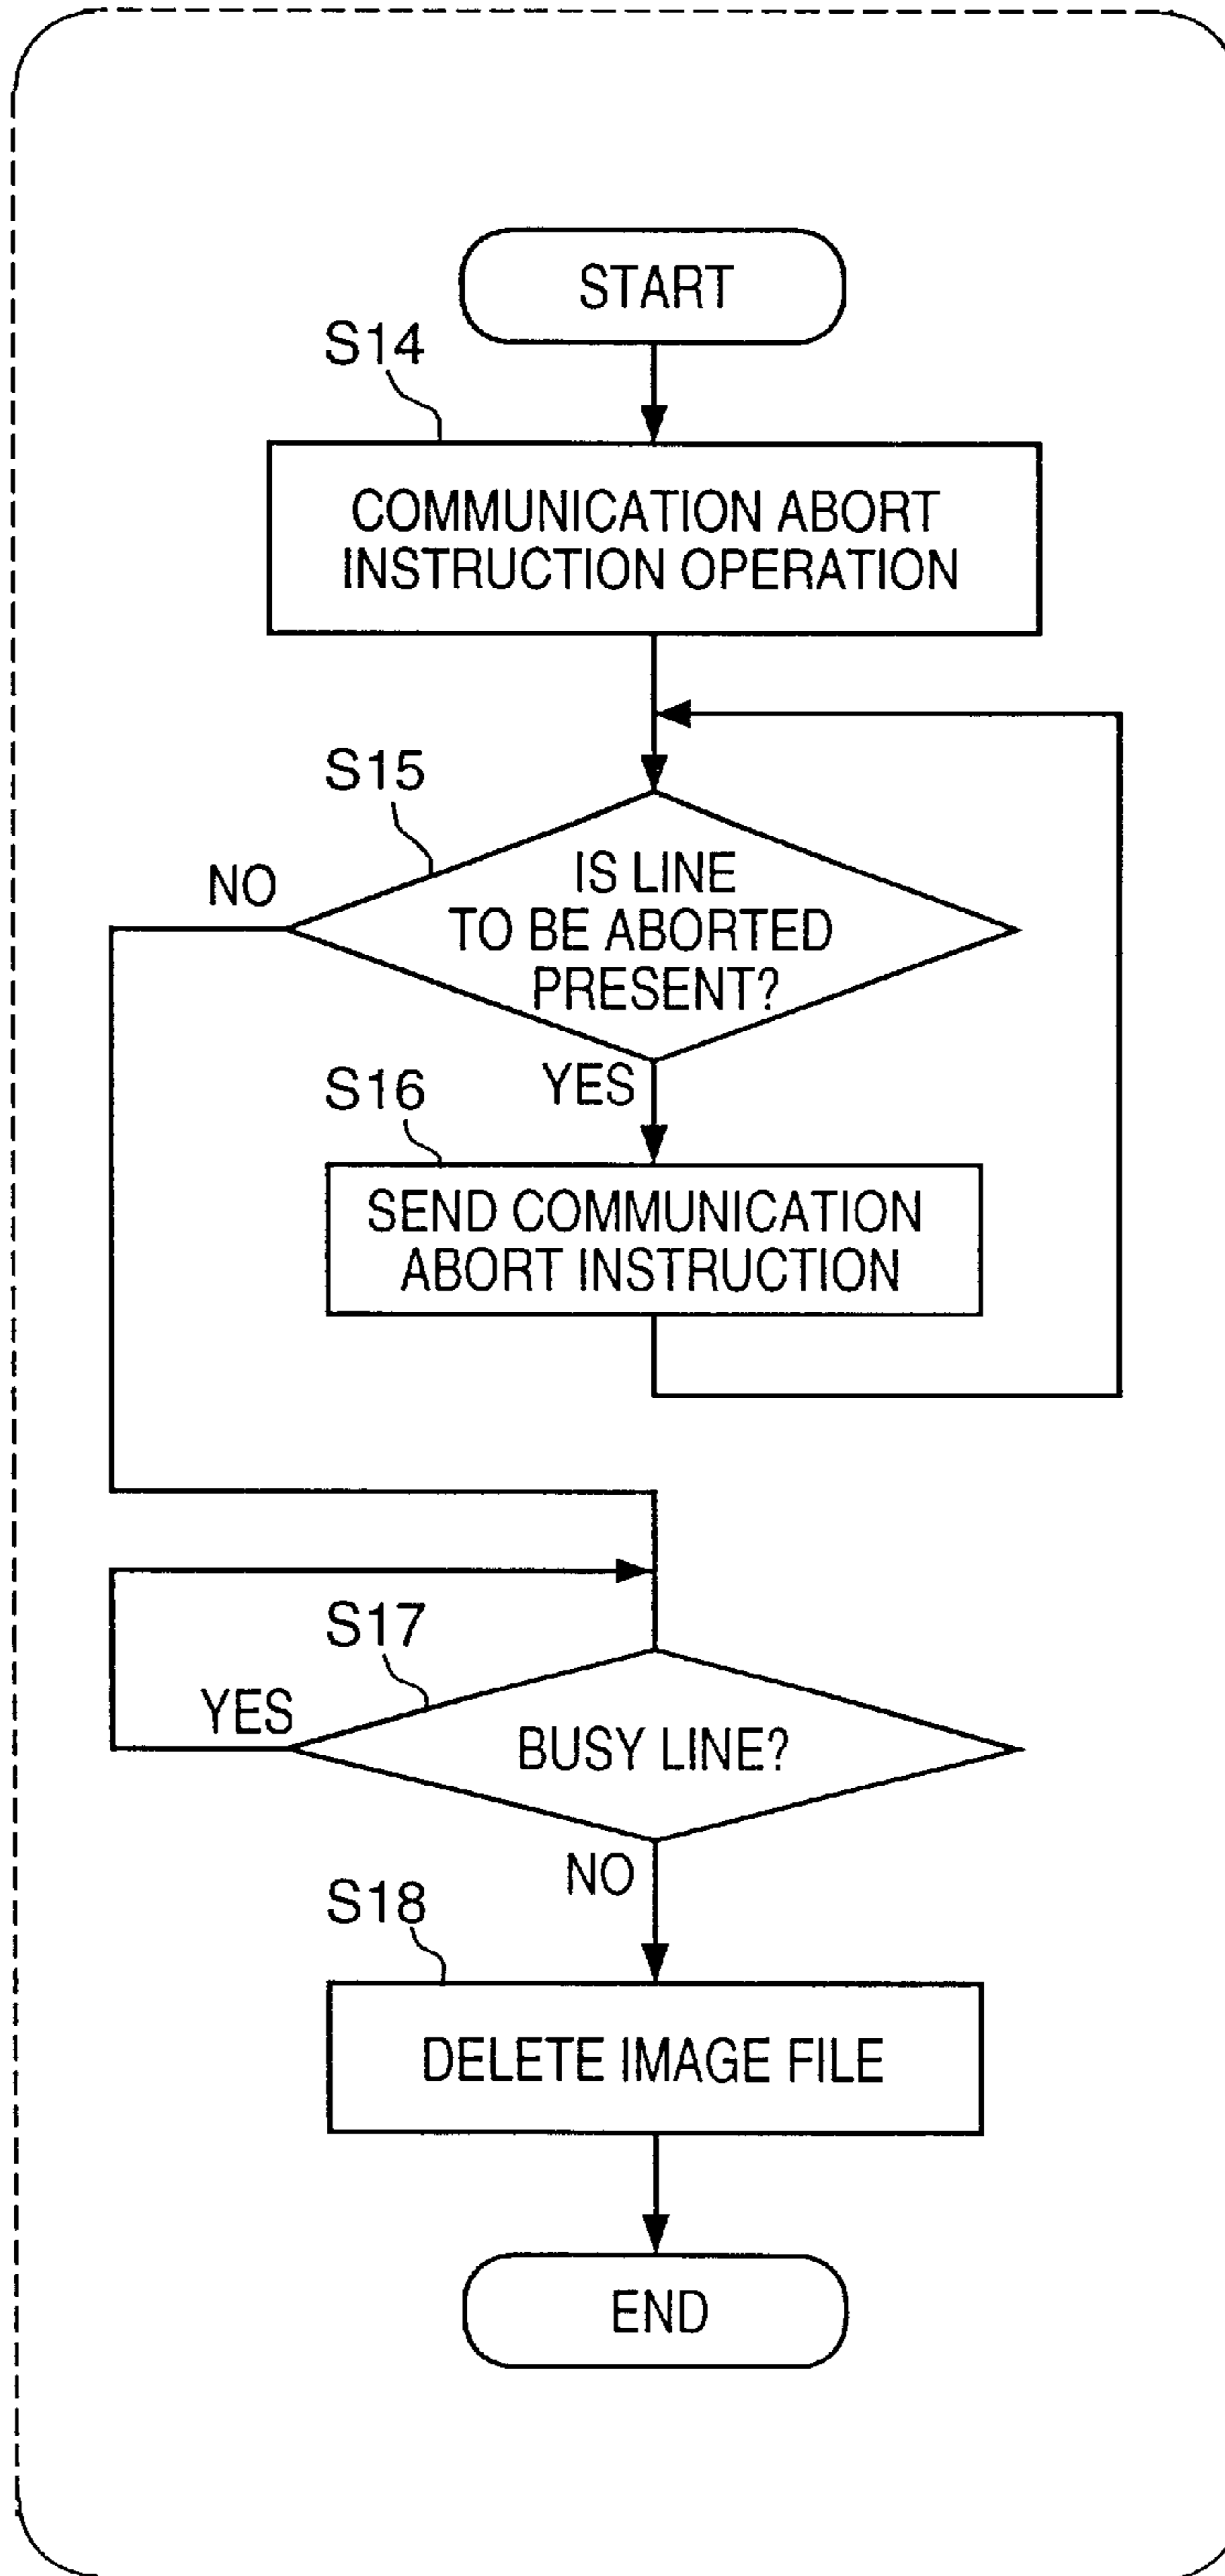 START
S14
COMMUNICATION ABORT
INSTRUCTION OPERATION
S15
NO
IS LINE
TO BE ABORTED
PRESENT?
YES
S16
SEND COMMUNICATION
ABORT INSTRUCTION
S17
YES
BUSY LINE?
NO
S18
DELETE IMAGE FILE
END